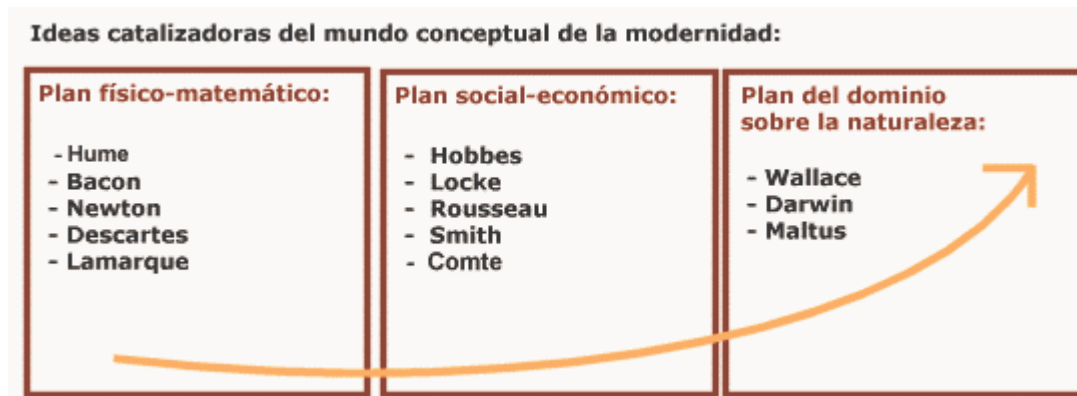 Ideas catalizadoras del mundo conceptual de la modernidad:
Plan físico-matemático:
- Hume
- Bacon
- Newton
- Descartes
- Lamarque
Plan social-económico:
- Hobbes
- Locke
- Rousseau
- Smith
- Comte
Plan del dominio
sobre la naturaleza:
- Wallace
- Darwin
- Maltus